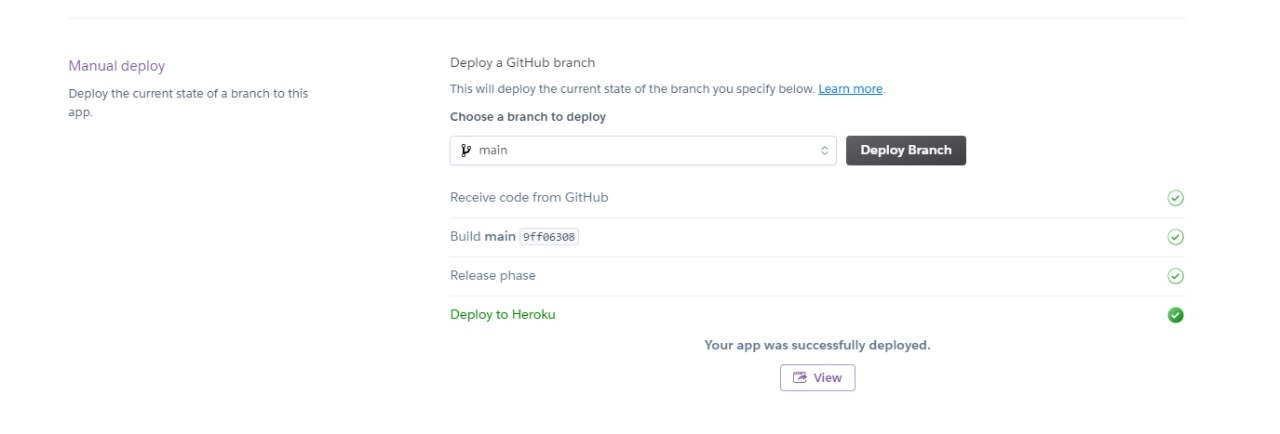 Manual deploy
Deploy the current state of a branch to this
app.
Deploy a GitHub branch
This will deploy the current state of the branch you specify below. Learn more.
Choose a branch to deploy
main
Deploy Branch
Receive code from GitHub
Build main 9ff06308
Release phase
Deploy to Heroku
Your app was successfully deployed.
View